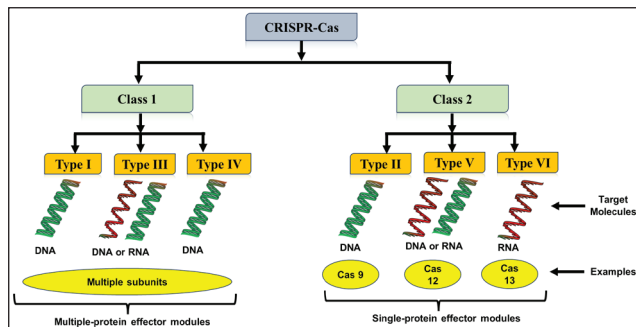 CRISPR-Cas
Class 1
Class 2
Type I
Type III
Type IV
Type II
Type V
Type VI
Target
Molecules
DNA
DNA or RNA
DNA
DNA
DNA or RNA
RNA
Multiple subunits
Cas 9
Cas
12
Cas
13
Examples
Multiple-protein effector modules
Single-protein effector modules